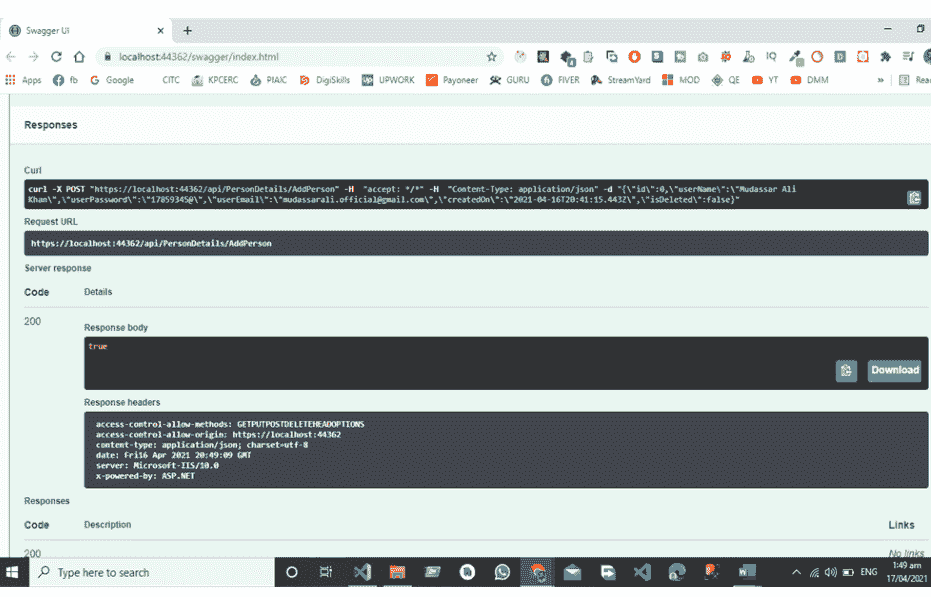 Swagger UI
localhost:44362/swagger/index.html
Apps fb Google CITC KPCERC PIAIC DigiSkills UPWORK Payoneer GURU FIVER StreamYard MOD QE YT DMM » Rea
Responses
Curl
curl -X POST "https://localhost:44362/api/PersonDetails/AddPerson" -H "accept: */*" -H "Content-Type: application/json" -d "{\"id\":0,\"userName\":\"Mudassar Ali
Khan\",\"userPassword\":\"17859345@\",\"userEmail\":\"mudassarali.official@gmail.com\",\"createdOn\":\"2021-04-16T20:41:15.443Z\",\"isDeleted\":false}"
Request URL
https://localhost:44362/api/PersonDetails/AddPerson
Server response
Code Details
200
Response body
true
Download
Response headers
access-control-allow-methods: GETPUTPOSTDELETEHEADOPTIONS
access-control-allow-origin: https://localhost:44362
content-type: application/json; charset=utf-8
date: Fri16 Apr 2021 20:49:09 GMT
server: Microsoft-IIS/10.0
x-powered-by: ASP.NET
Responses
Code Description Links
200 No links
Type here to search
ENG
1:49 am
17/04/2021